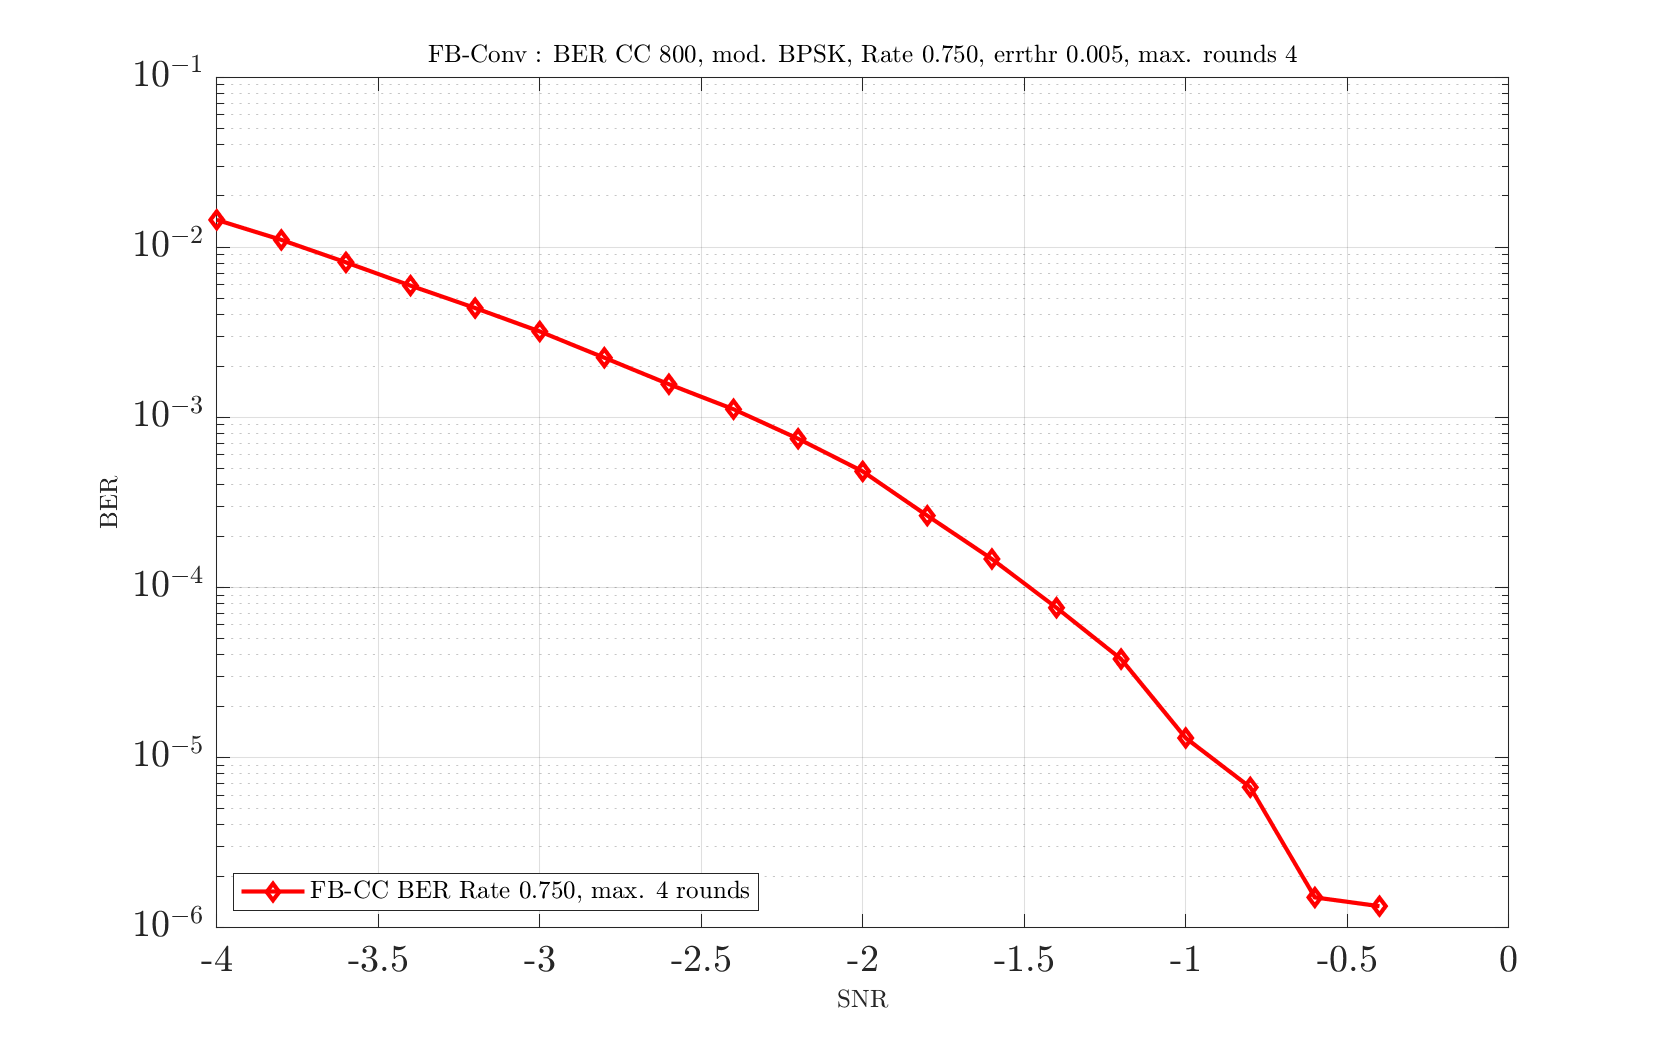 FB-Conv : BER CC 800, mod. BPSK, Rate 0.750, errthr 0.005, max. rounds 4
10^−1
10^−2
10^−3
10^−4
10^−5
10^−6
BER
FB-CC BER Rate 0.750, max. 4 rounds
-4 -3.5 -3 -2.5 -2 -1.5 -1 -0.5 0
SNR